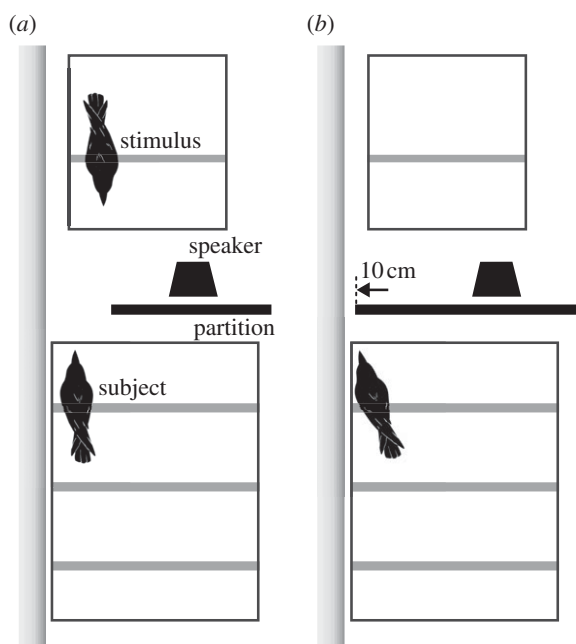 (a)
(b)
stimulus
speaker
10 cm
partition
subject